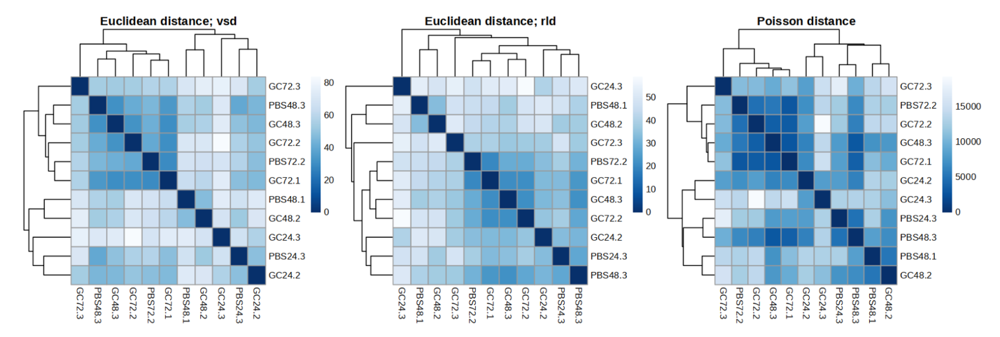 Euclidean distance; vsd
GC72.3
PBS48.3
GC48.3
GC72.2
PBS72.2
GC72.1
PBS48.1
GC48.2
GC24.3
PBS24.3
GC24.2
80
60
40
20
0
GC72.3
PBS48.3
GC48.3
GC72.2
PBS72.2
GC72.1
PBS48.1
GC48.2
GC24.3
PBS24.3
GC24.2
Euclidean distance; rld
GC24.3
PBS48.1
GC48.2
GC72.3
PBS72.2
GC72.1
GC48.3
GC72.2
GC24.2
PBS24.3
PBS48.3
50
40
30
20
10
0
GC24.3
PBS48.1
GC48.2
GC72.3
PBS72.2
GC72.1
GC48.3
GC72.2
GC24.2
PBS24.3
PBS48.3
Poisson distance
GC72.3
PBS72.2
GC72.2
GC48.3
GC72.1
GC24.2
GC24.3
PBS24.3
PBS48.3
PBS48.1
GC48.2
15000
10000
5000
0
GC72.3
PBS72.2
GC72.2
GC48.3
GC72.1
GC24.2
GC24.3
PBS24.3
PBS48.3
PBS48.1
GC48.2